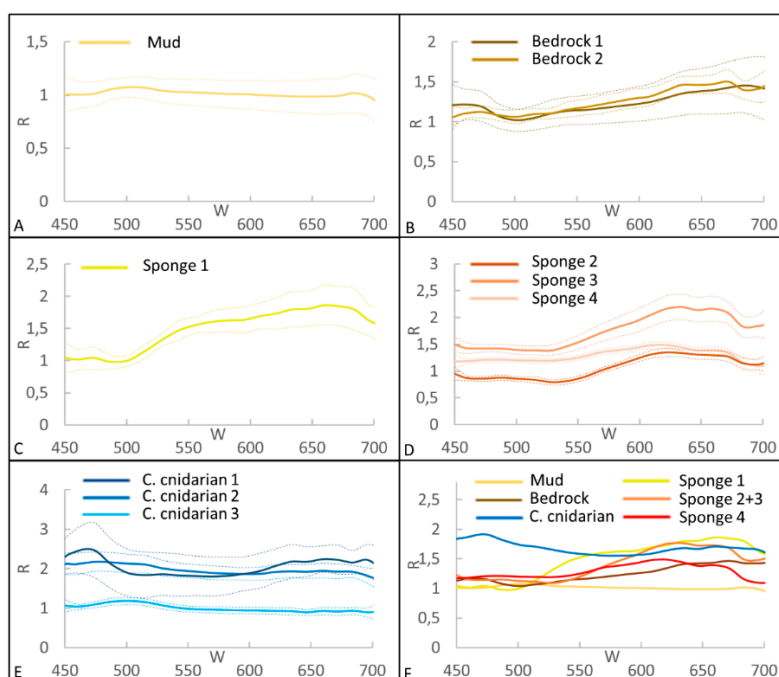 1,5
Mud
1
R
0,5
0
A
450 500 550 600 650 700
W
2
Bedrock 1
Bedrock 2
1,5
R
1
0,5
0
B
450 500 550 600 650 700
W
2,5
Sponge 1
2
1,5
R
1
0,5
0
C
450 500 550 600 650 700
W
3
Sponge 2
Sponge 3
Sponge 4
2,5
2
R
1,5
1
0,5
0
D
450 500 550 600 650 700
W
C. cnidarian 1
C. cnidarian 2
C. cnidarian 3
4
3
R
2
1
0
E
450 500 550 600 650 700
W
Mud Sponge 1
Bedrock Sponge 2+3
C. cnidarian Sponge 4
2,5
2
R
1,5
1
0,5
0
F
450 500 550 600 650 700
W